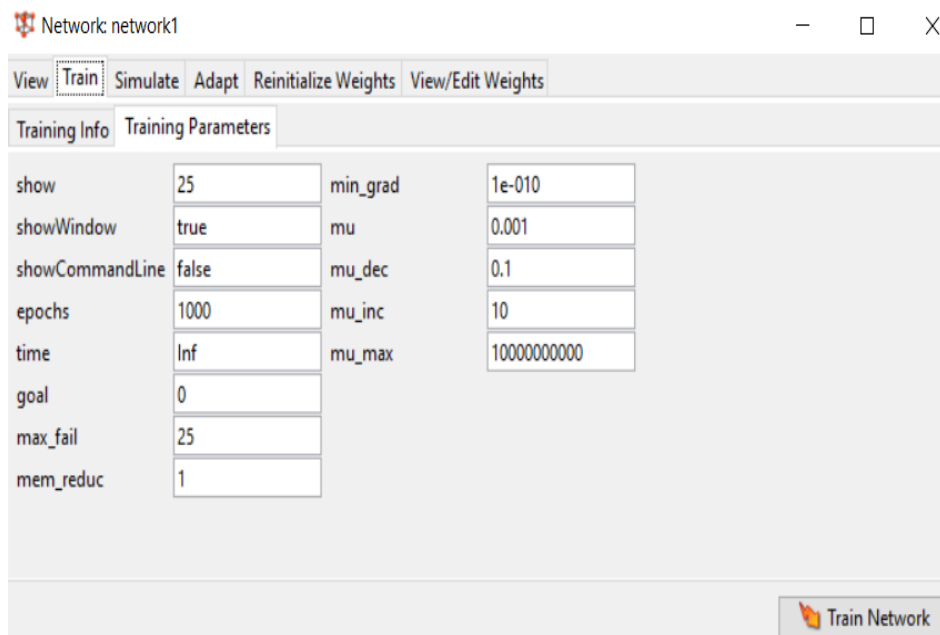 Network: network1
View Train Simulate Adapt Reinitialize Weights View/Edit Weights
Training Info Training Parameters
show 25 min_grad 1e-010
showWindow true mu 0.001
showCommandLine false mu_dec 0.1
epochs 1000 mu_inc 10
time Inf mu_max 10000000000
goal 0
max_fail 25
mem_reduc 1
Train Network